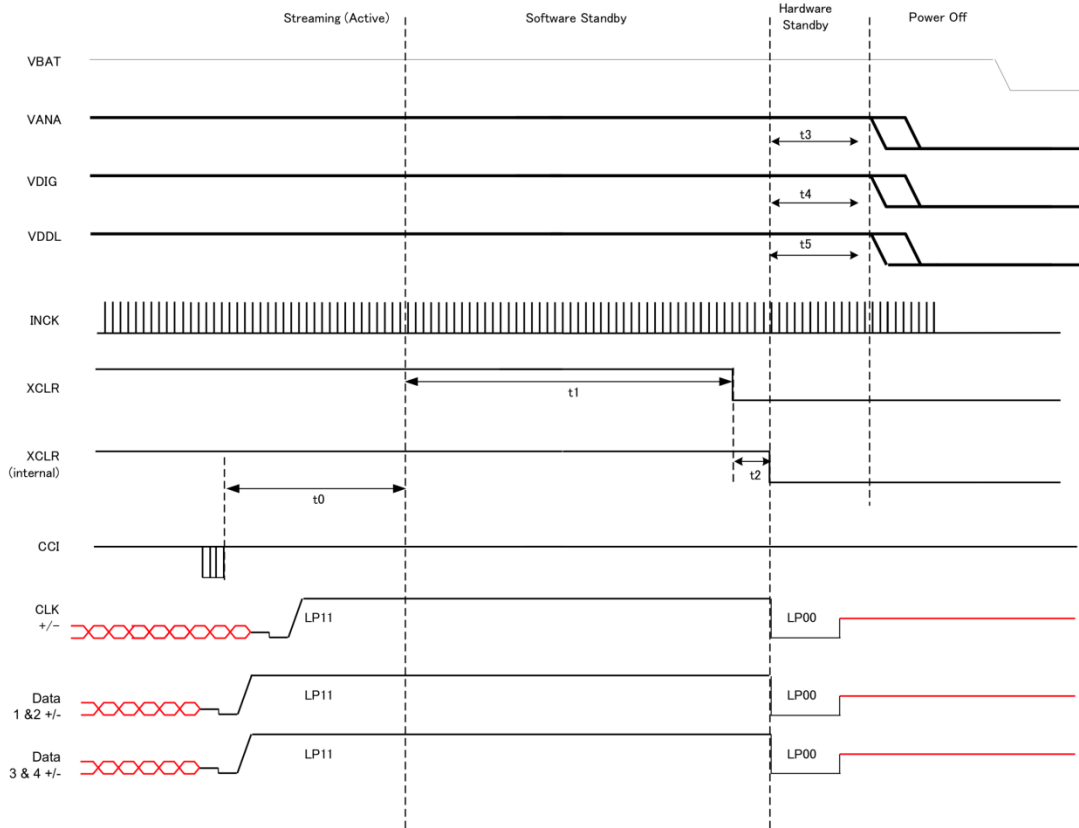 Streaming (Active)
Software Standby
Hardware
Standby
Power Off
VBAT
VANA
t3
VDIG
t4
VDDL
t5
INCK
XCLR
t1
XCLR
(internal)
t2
t0
CCI
CLK
+/-
LP11
LP00
Data
1 &2 +/-
LP11
LP00
Data
3 & 4 +/-
LP11
LP00